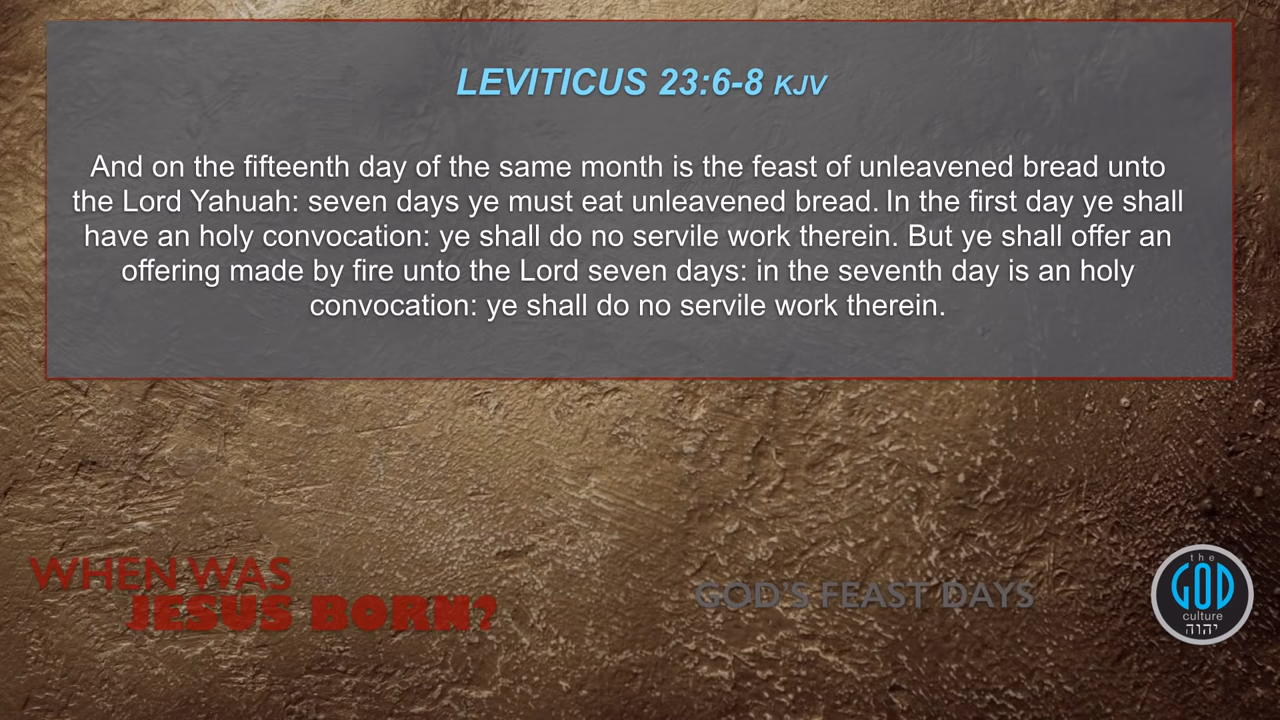 LEVITICUS 23:6-8 KJV
And on the fifteenth day of the same month is the feast of unleavened bread unto
the Lord Yahuah: seven days ye must eat unleavened bread. In the first day ye shall
have an holy convocation: ye shall do no servile work therein. But ye shall offer an
offering made by fire unto the Lord seven days: in the seventh day is an holy
convocation: ye shall do no servile work therein.
WHEN WAS
JESUS BORN?
GOD'S FEAST DAYS
the
GOD
culture
יהוה